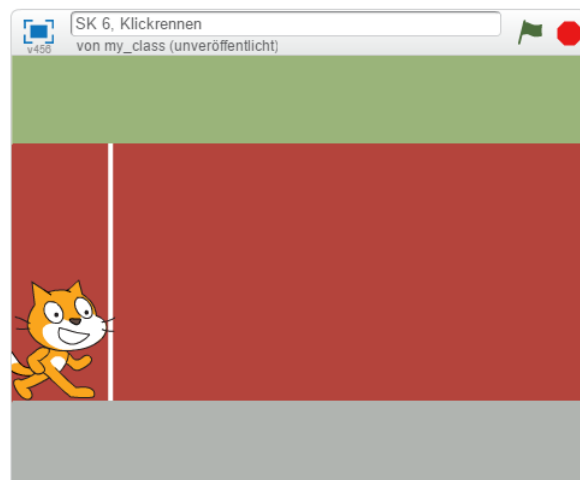 SK 6, Klickrennen
von my_class (unveröffentlicht)
v456